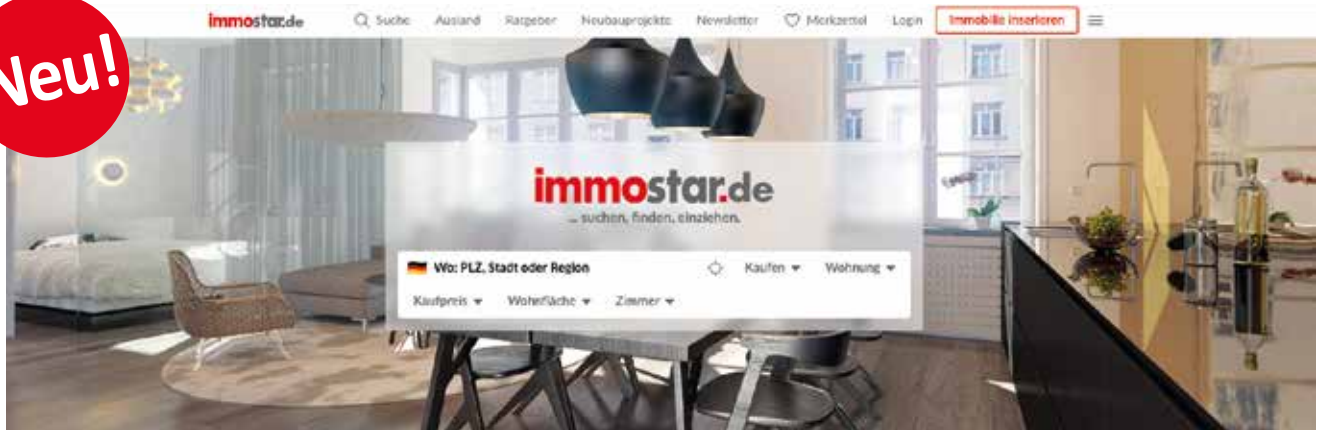 immostar.de Suche Ausland Ratgeber Neubauprojekte Newsletter Merkzettel Login Immobilie inserieren
Neu!
immostar.de
... suchen, finden, einziehen.
Wo: PLZ, Stadt oder Region Kaufen Wohnung
Kaufpreis Wohnfläche Zimmer